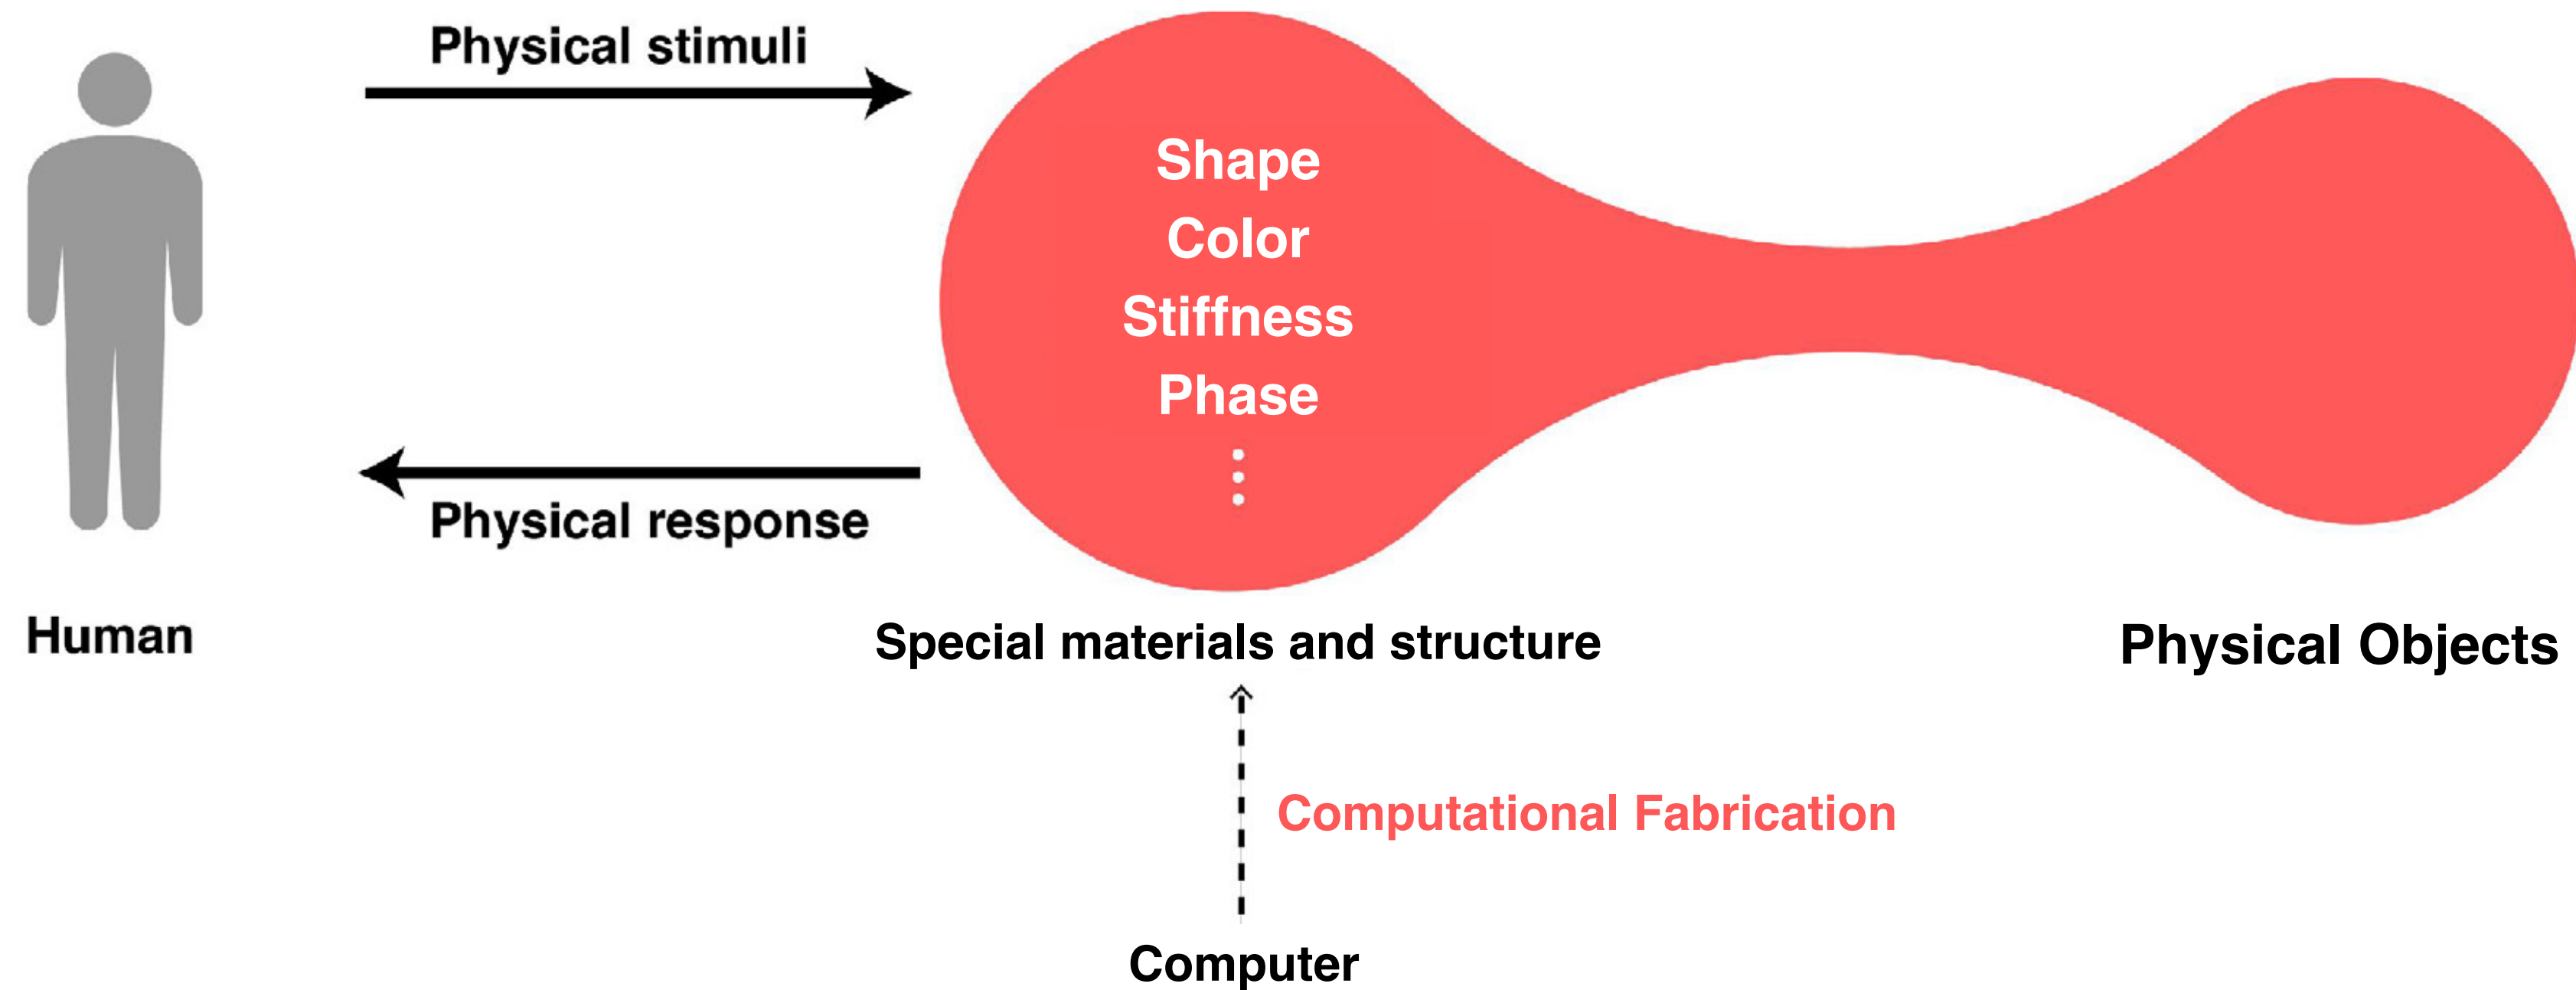 Physical stimuli
Shape
Color
Stiffness
Phase
Physical response
Human
Special materials and structure
Physical Objects
Computational Fabrication
Computer